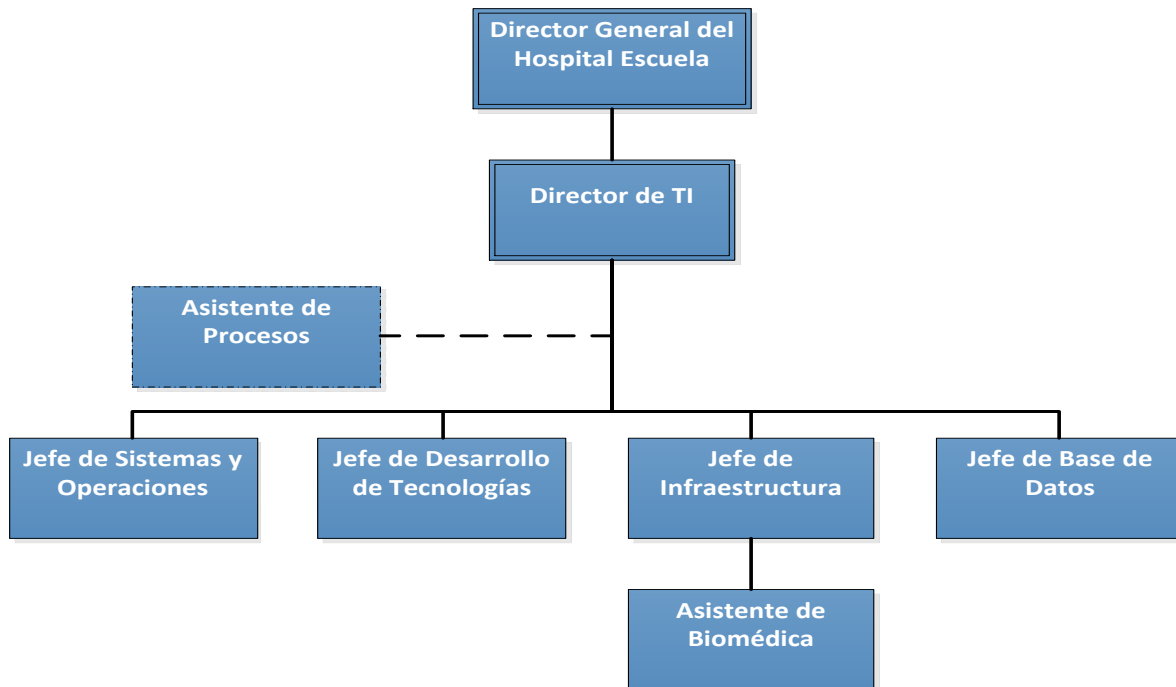 Director General del
Hospital Escuela
Director de TI
Asistente de
Procesos
Jefe de Sistemas y
Operaciones
Jefe de Desarrollo
de Tecnologías
Jefe de
Infraestructura
Jefe de Base de
Datos
Asistente de
Biomédica